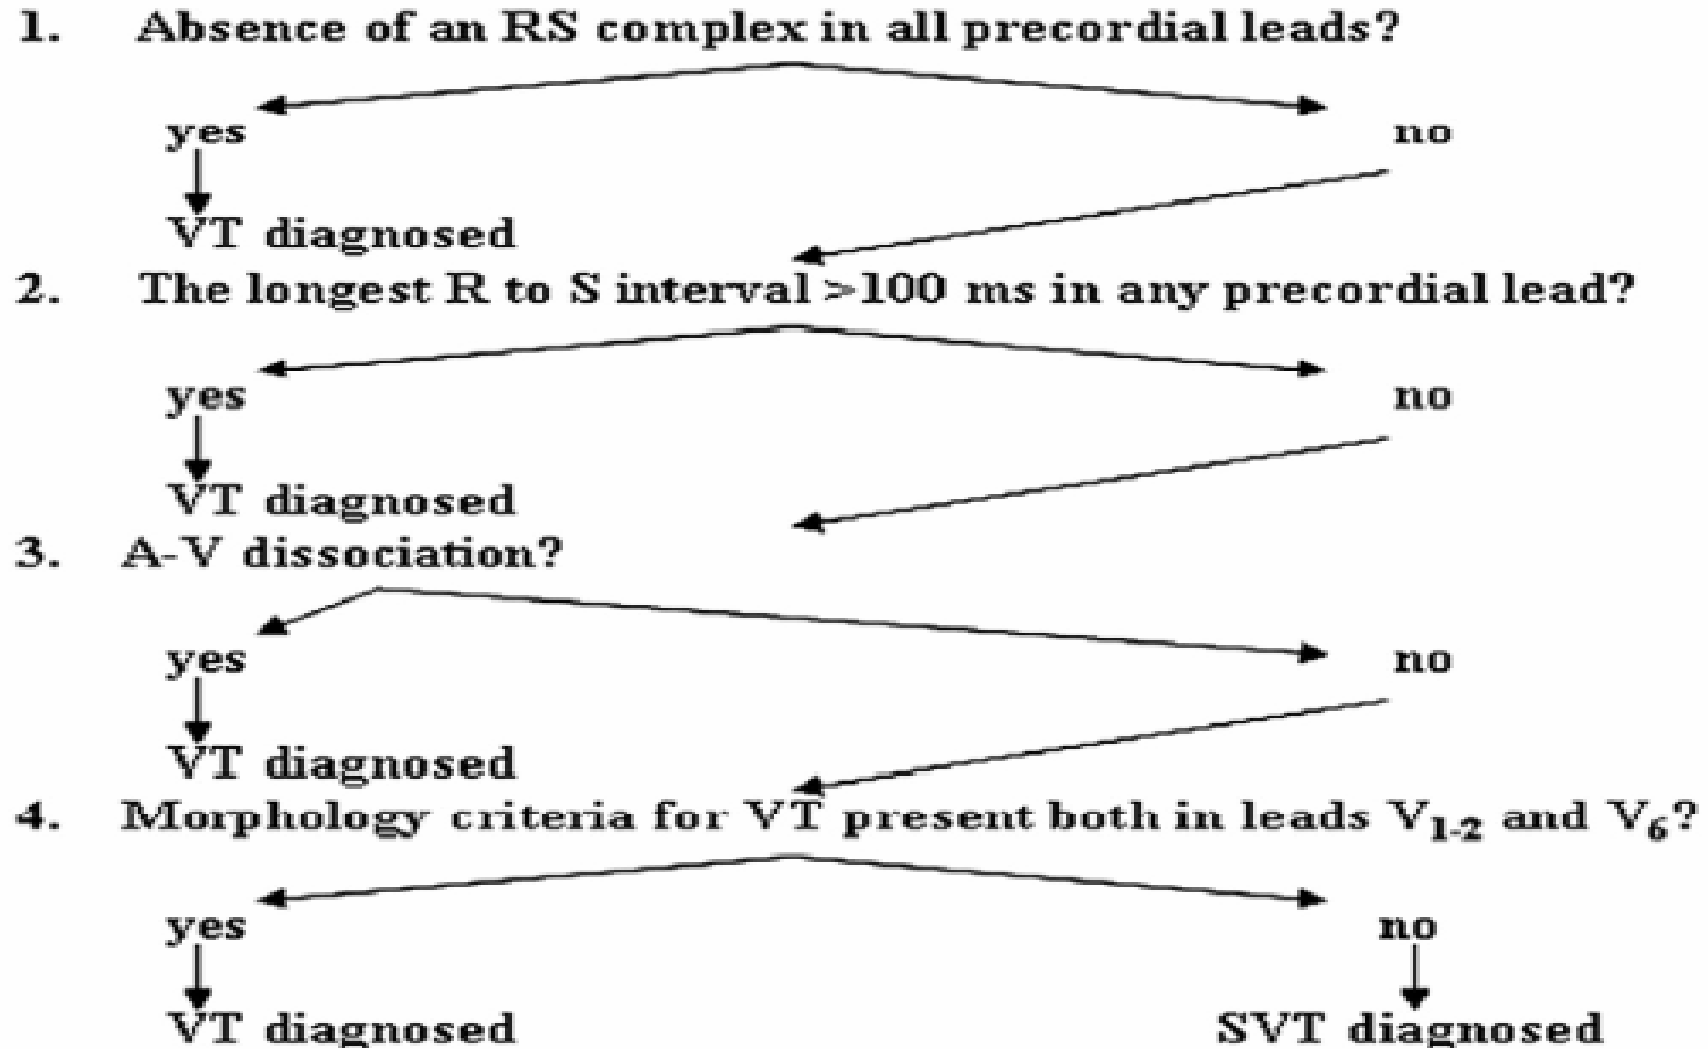 1. Absence of an RS complex in all precordial leads?
yes no
VT diagnosed
2. The longest R to S interval >100 ms in any precordial lead?
yes no
VT diagnosed
3. A-V dissociation?
yes no
VT diagnosed
4. Morphology criteria for VT present both in leads V1-2 and V6?
yes no
VT diagnosed SVT diagnosed